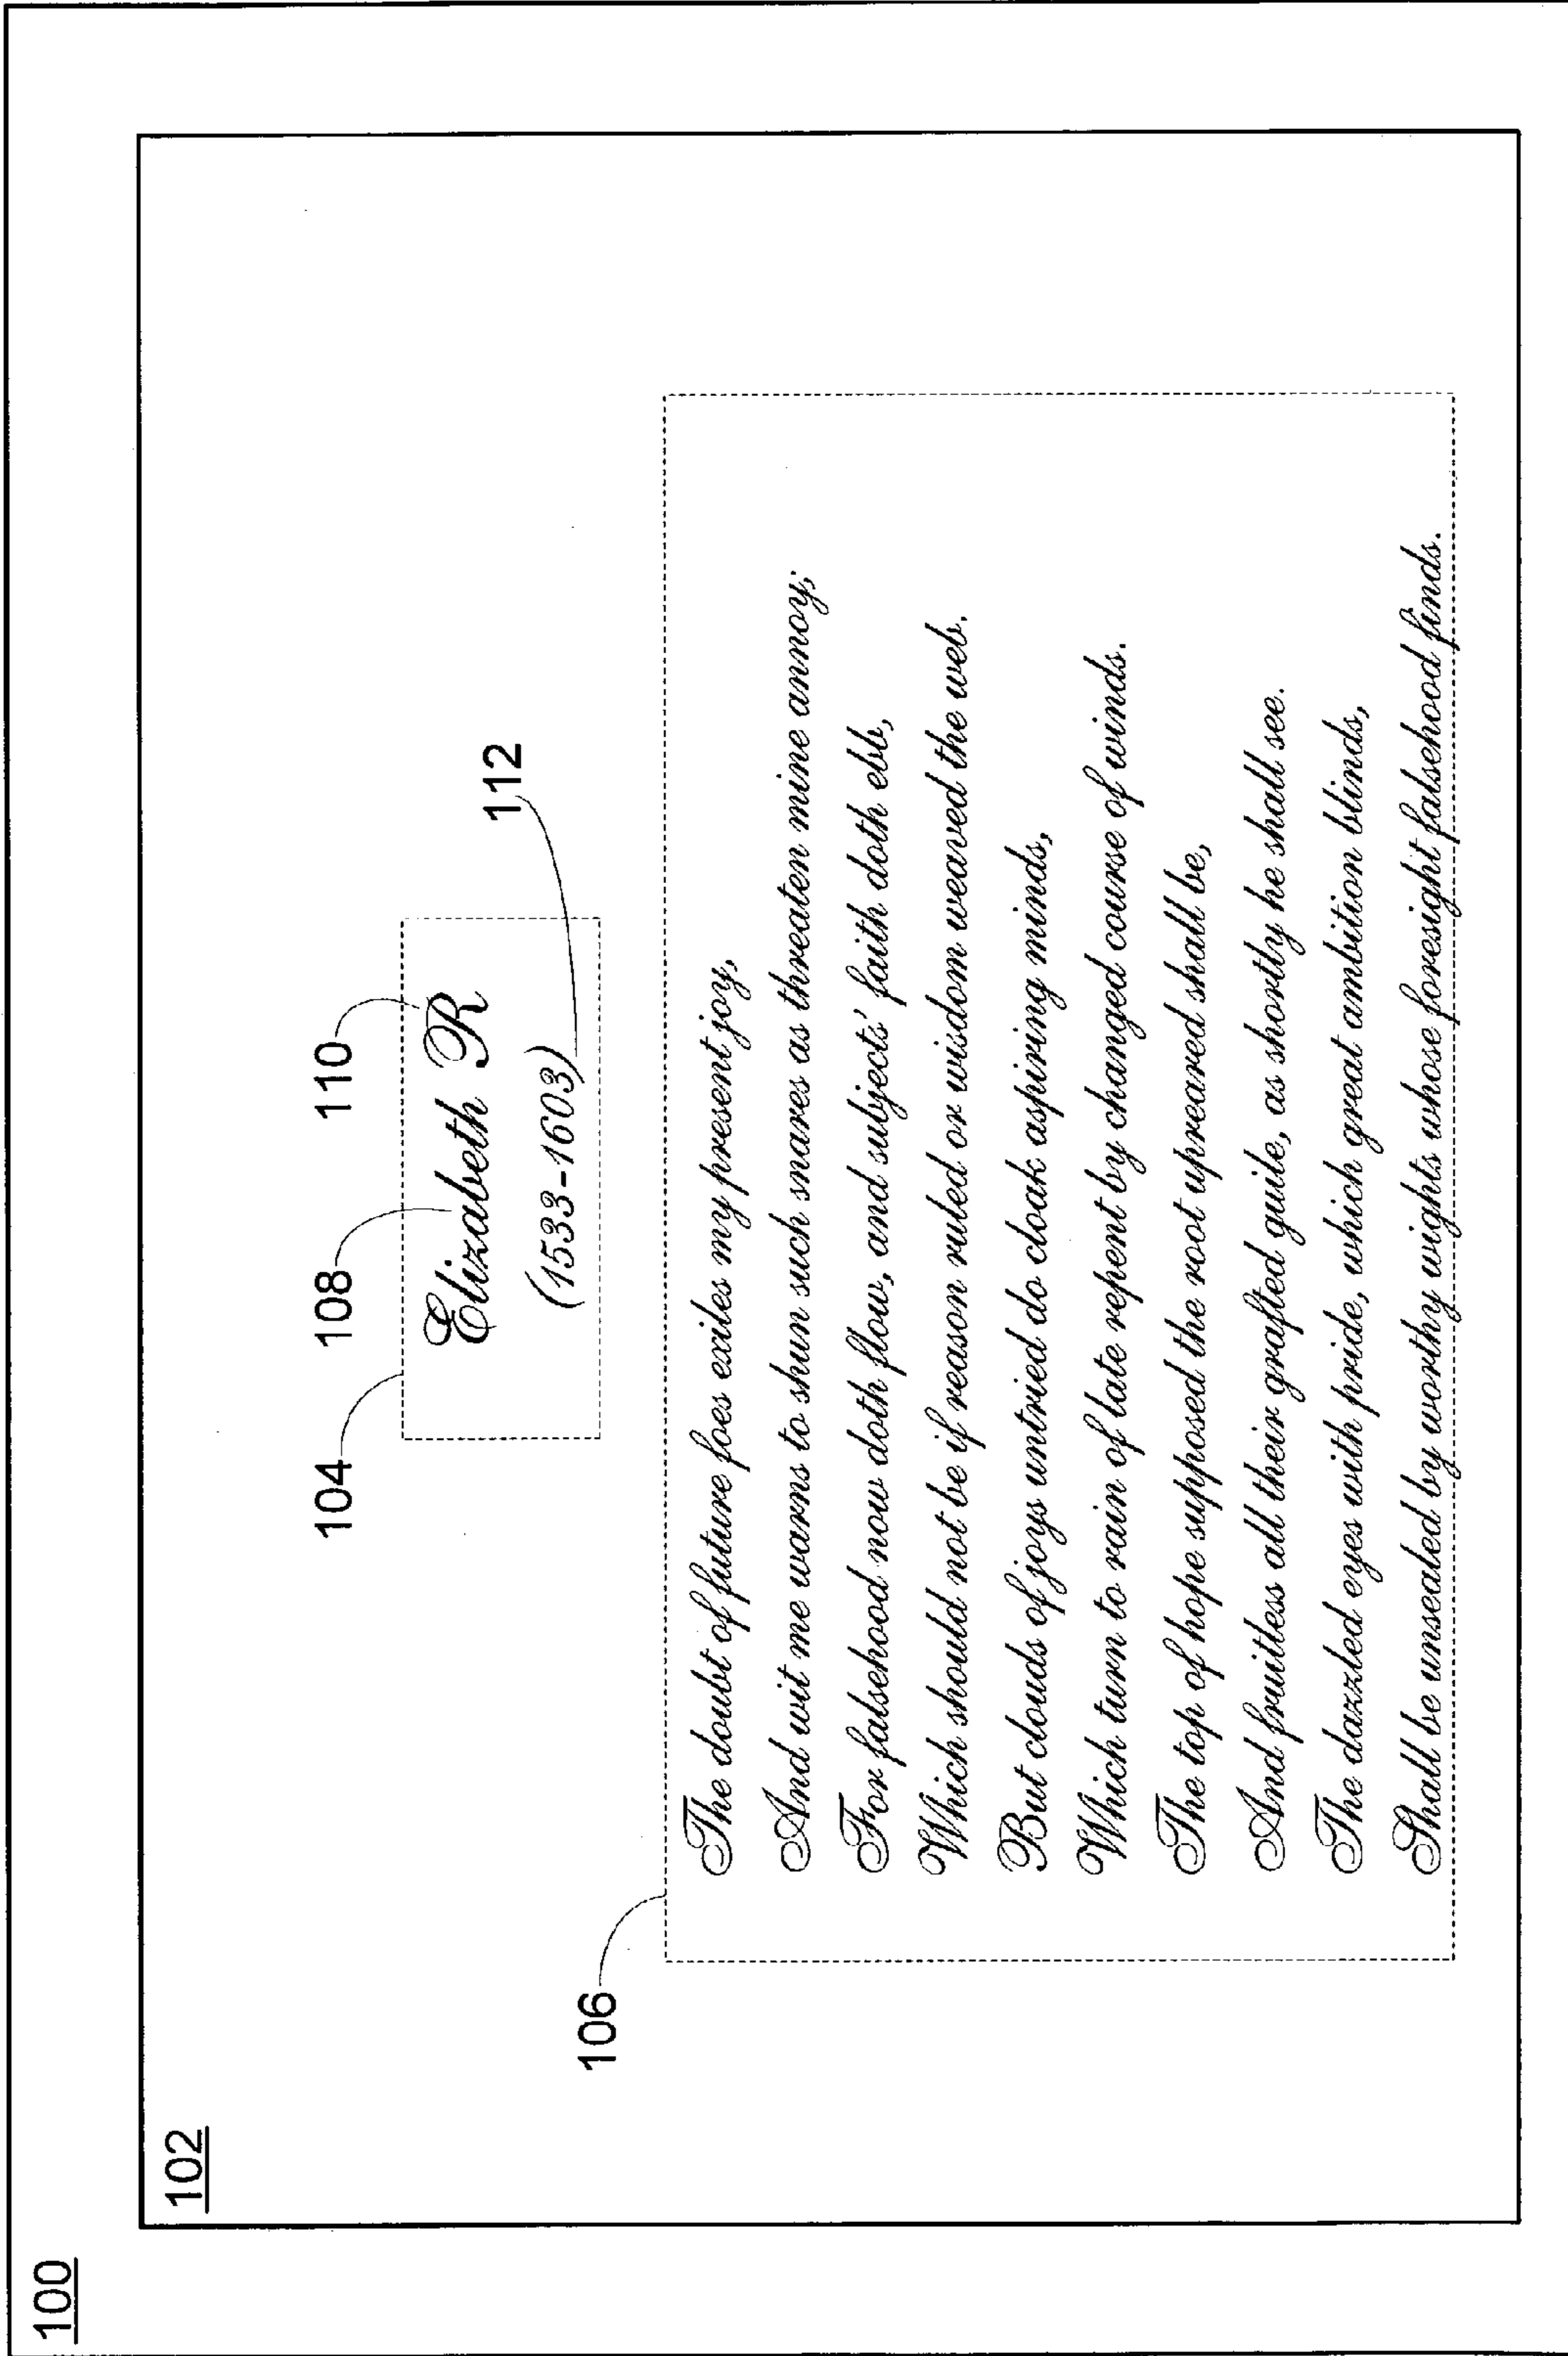 100
102
104 108 110
Elizabeth R
(1533-1603)
112
106
The doubt of future foes exiles my present joy,
And wit me warns to shun such snares as threaten mine annoy;
For falsehood now doth flow, and subjects' faith doth ebb,
Which should not be if reason ruled or wisdom weaved the web.
But clouds of joys untried do cloak aspiring minds,
Which turn to rain of late repent by changed course of winds.
The top of hope supposed the root upreared shall be,
And fruitless all their grafted guile, as shortly he shall see.
The dazzled eyes with pride, which great ambition blinds,
Shall be unsealed by worthy wights whose foresight falsehood finds.